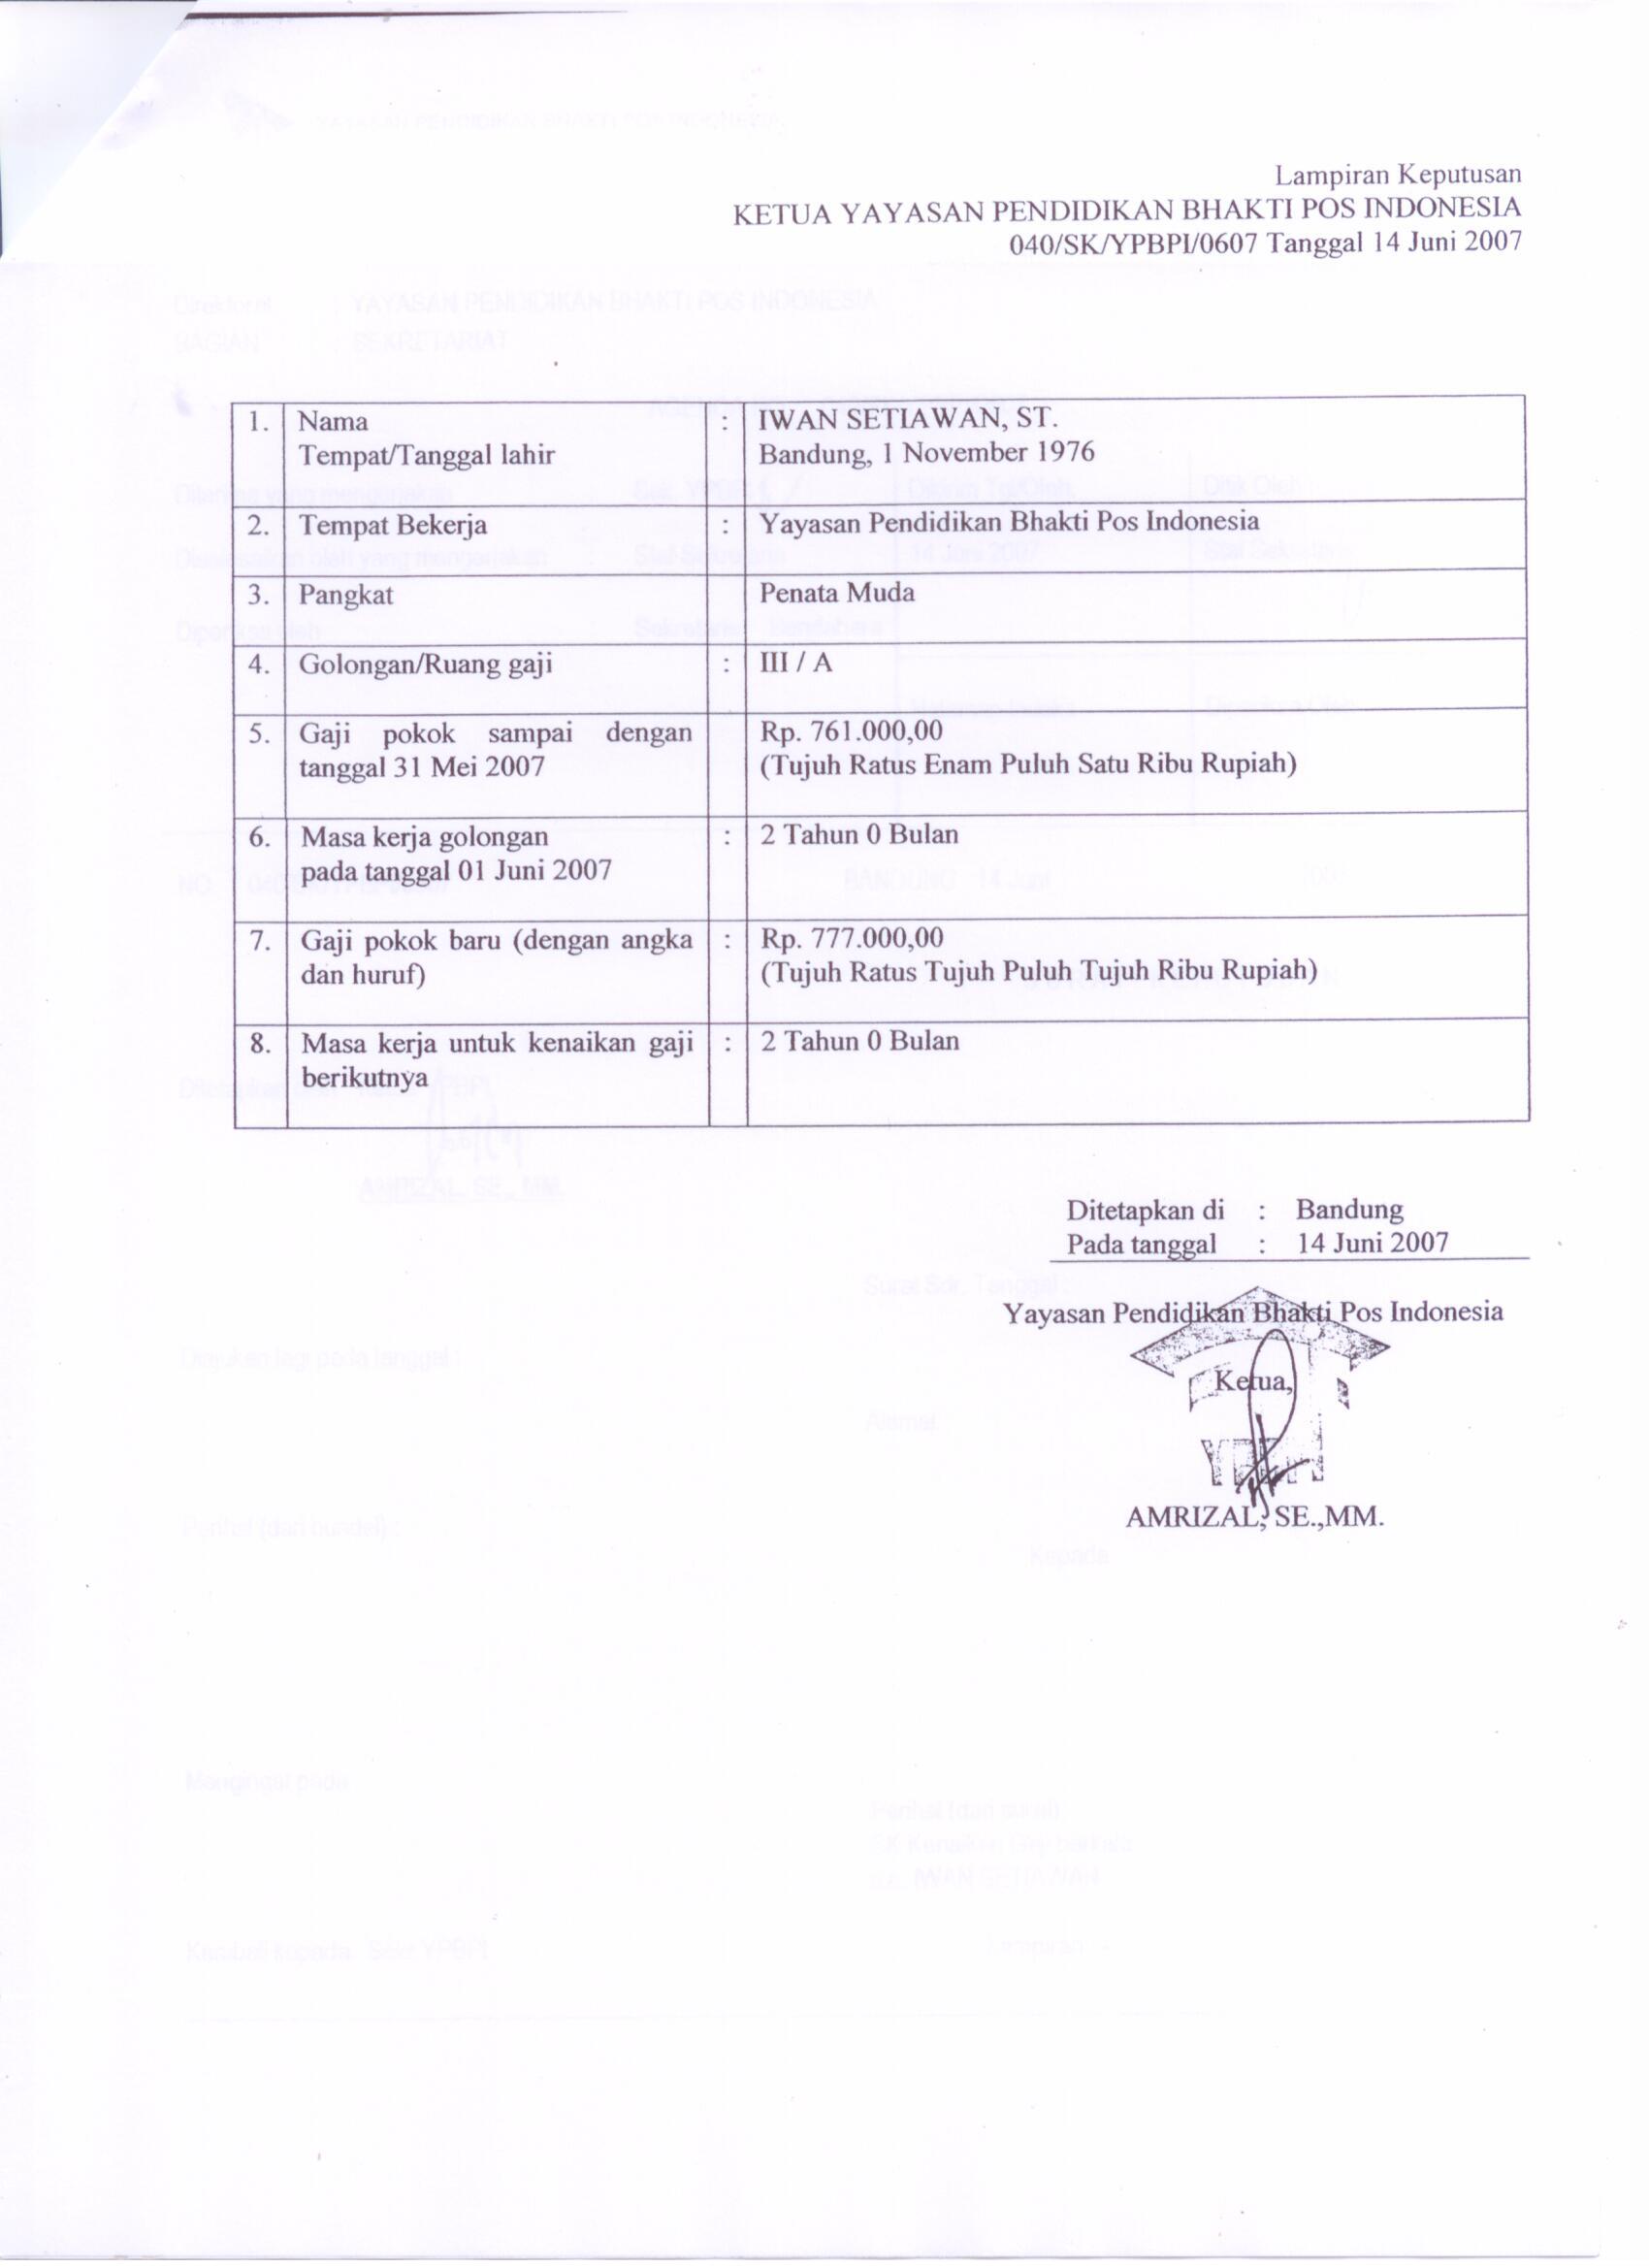 Lampiran Keputusan
KETUA YAYASAN PENDIDIKAN BHAKTI POS INDONESIA
040/SK/YPBPI/0607 Tanggal 14 Juni 2007
1. Nama : IWAN SETIAWAN, ST.
Tempat/Tanggal lahir Bandung, 1 November 1976
2. Tempat Bekerja : Yayasan Pendidikan Bhakti Pos Indonesia
3. Pangkat Penata Muda
4. Golongan/Ruang gaji : III / A
5. Gaji pokok sampai dengan Rp. 761.000,00
tanggal 31 Mei 2007 (Tujuh Ratus Enam Puluh Satu Ribu Rupiah)
6. Masa kerja golongan : 2 Tahun 0 Bulan
pada tanggal 01 Juni 2007
7. Gaji pokok baru (dengan angka : Rp. 777.000,00
dan huruf) (Tujuh Ratus Tujuh Puluh Tujuh Ribu Rupiah)
8. Masa kerja untuk kenaikan gaji : 2 Tahun 0 Bulan
berikutnya
Ditetapkan di : Bandung
Pada tanggal : 14 Juni 2007
Yayasan Pendidikan Bhakti Pos Indonesia
Ketua,
AMRIZAL, SE.,MM.